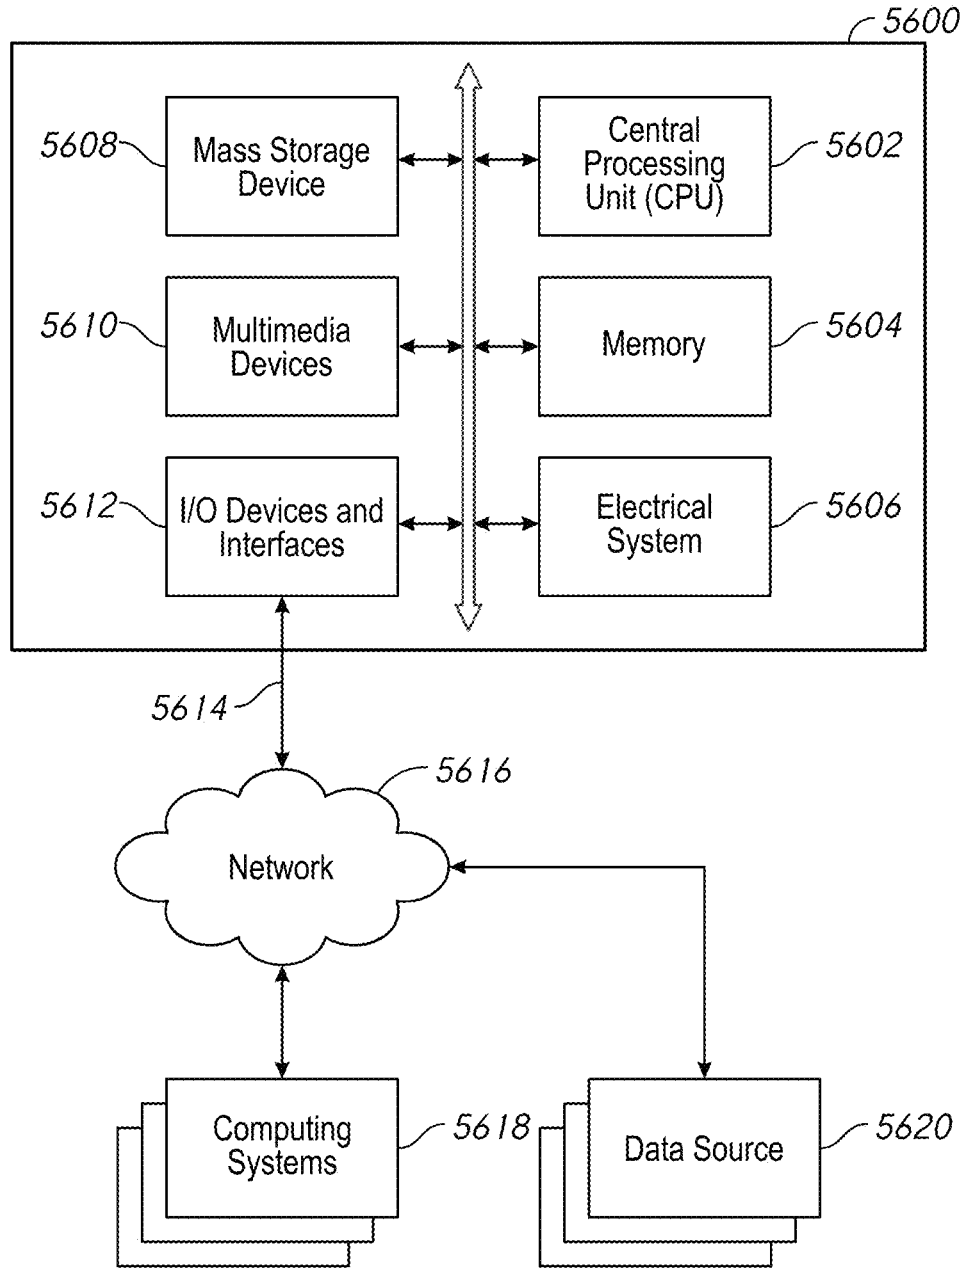 5600
5608
Mass Storage
Device
Central
Processing
Unit (CPU)
5602
5610
Multimedia
Devices
Memory
5604
5612
I/O Devices and
Interfaces
Electrical
System
5606
5614
5616
Network
Computing
Systems
5618
Data Source
5620